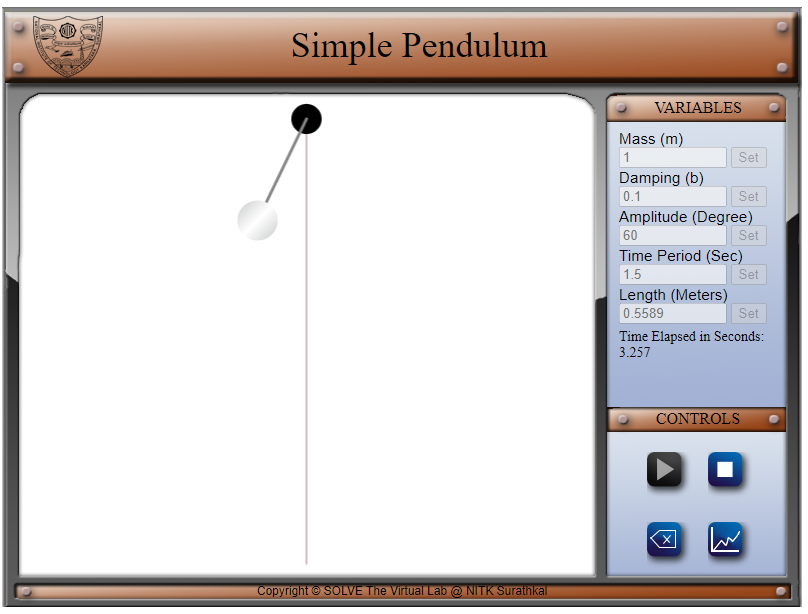 Simple Pendulum
VARIABLES
Mass (m)
1 Set
Damping (b)
0.1 Set
Amplitude (Degree)
60 Set
Time Period (Sec)
1.5 Set
Length (Meters)
0.5589 Set
Time Elapsed in Seconds:
3.257
CONTROLS
Copyright © SOLVE The Virtual Lab @ NITK Surathkal